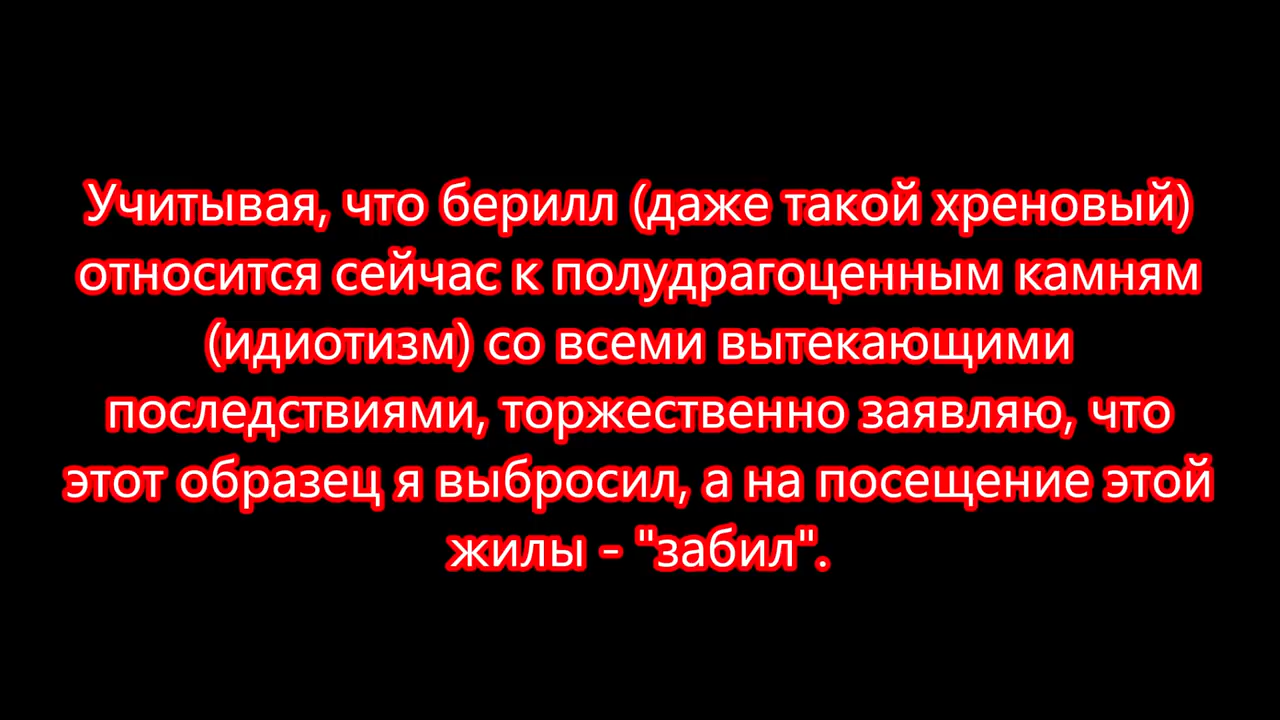 Учитывая, что берилл (даже такой хреновый)
относится сейчас к полудрагоценным камням
(идиотизм) со всеми вытекающими
последствиями, торжественно заявляю, что
этот образец я выбросил, а на посещение этой
жилы - "забил".